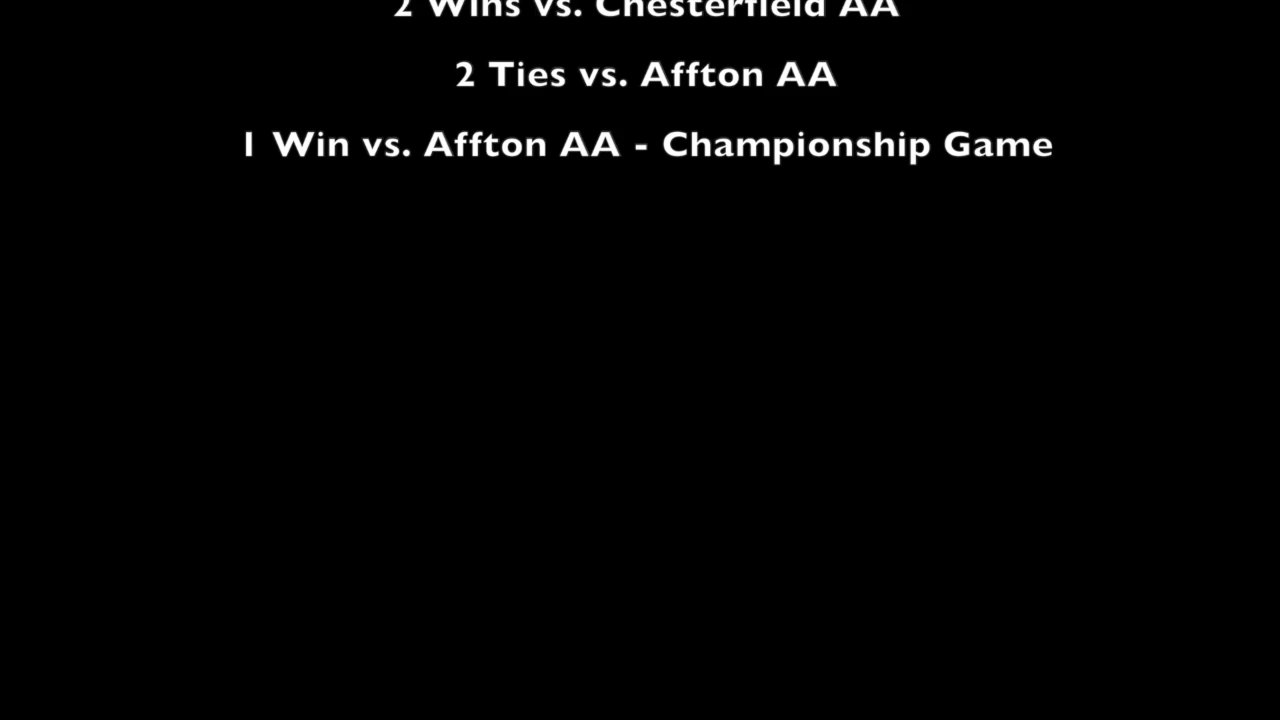 2 Wins vs. Chesterfield AA
2 Ties vs. Affton AA
1 Win vs. Affton AA - Championship Game